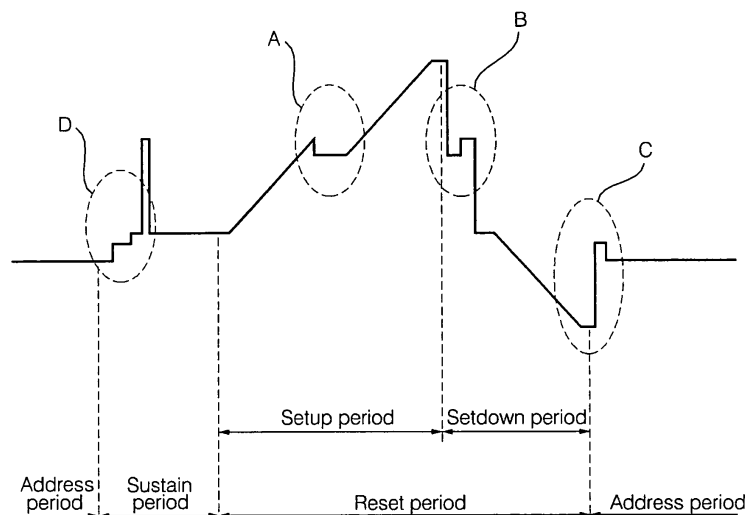 A
B
D
C
Setup period
Setdown period
Address period
Sustain period
Reset period
Address period